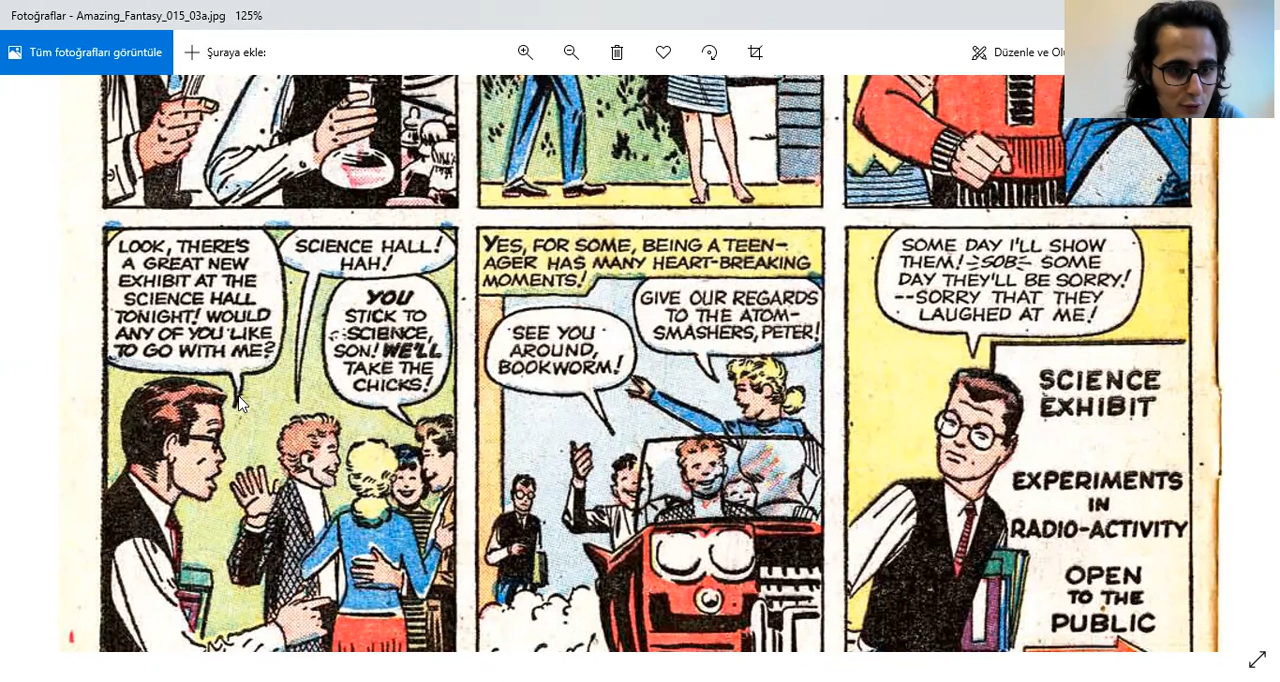 Fotoğraflar - Amazing_Fantasy_015_03a.jpg   125%
Tüm fotoğrafları görüntüle
Şuraya ekle:
Düzenle ve Olu
LOOK, THERE'S
A GREAT NEW
EXHIBIT AT THE
SCIENCE HALL
TONIGHT! WOULD
ANY OF YOU LIKE
TO GO WITH ME?
SCIENCE HALL!
HAH!
YOU
STICK TO
SCIENCE,
SON! WE'LL
TAKE THE
CHICKS!
YES, FOR SOME, BEING A TEEN-
AGER HAS MANY HEART-BREAKING
MOMENTS!
SEE YOU
AROUND,
BOOKWORM!
GIVE OUR REGARDS
TO THE ATOM-
SMASHERS, PETER!
SOME DAY I'LL SHOW
THEM! -SOB- SOME
DAY THEY'LL BE SORRY!
--SORRY THAT THEY
LAUGHED AT ME!
SCIENCE
EXHIBIT
EXPERIMENTS
IN
RADIO-ACTIVITY
OPEN
TO THE
PUBLIC